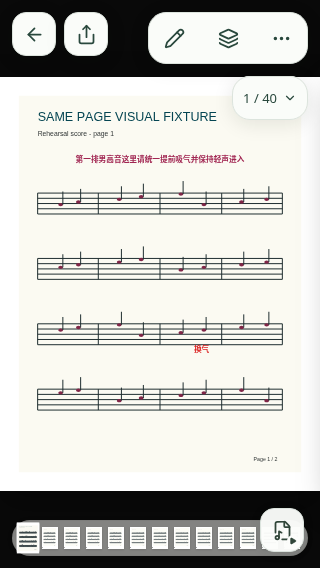 1 / 40
SAME PAGE VISUAL FIXTURE
Rehearsal score - page 1
第一排男高音这里请统一提前吸气并保持轻声进入
换气
Page 1 / 2